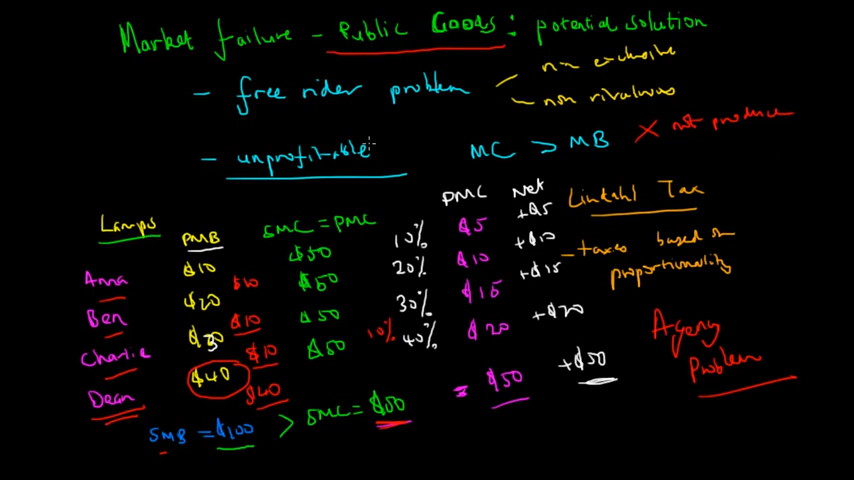 Market failure - Public Goods: potential solution
- free rider problem
non exclusive
non rivalrous
- unprofitable
MC > MB X not produce
Lindahl Tax
- taxes based on proportionality
Agency Problem
Lamps PMB SMC = PMC PMC Net
$10 $50 10% $5 +$5
Anna $20 $10 $50 20% $10 +$10
Ben $30 $10 $50 30% $15 +$15
Charlie $40 $10 $50 10% 40% $20 +$20
Dean $40 = $50 +$50
SMB = $100 > SMC = $50